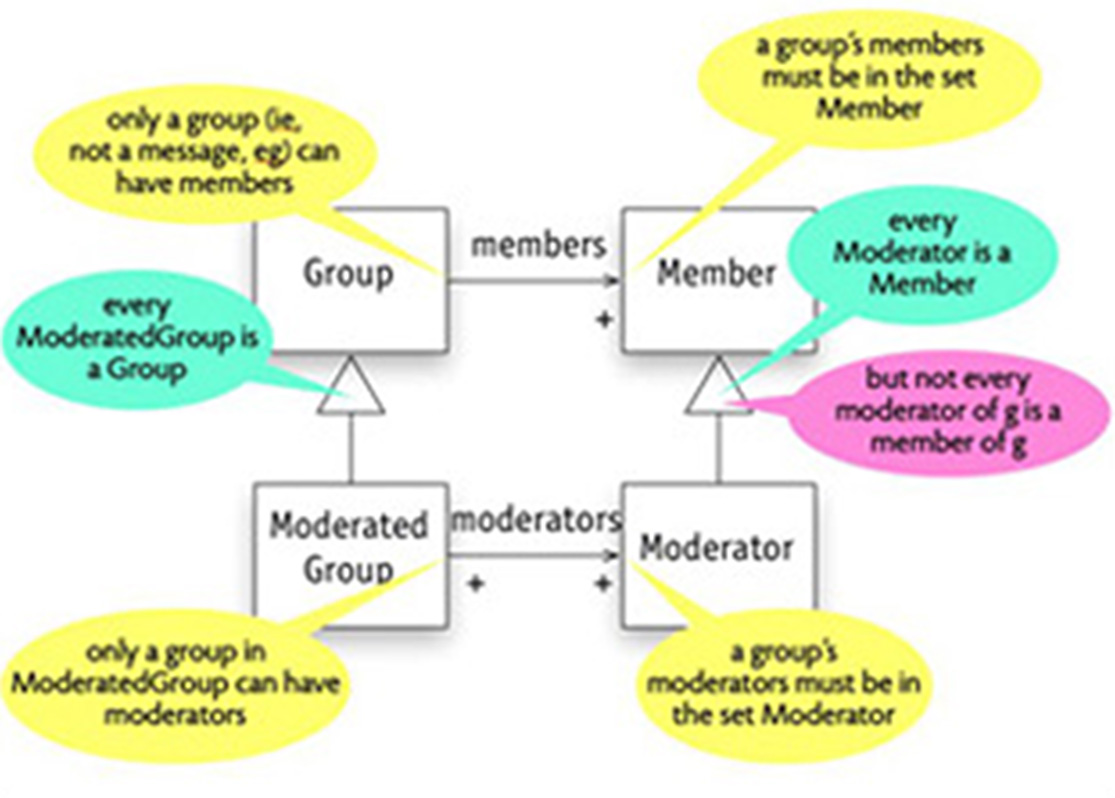 a group's members
must be in the set
Member
only a group (ie,
not a message, eg) can
have members
every
Moderator is a
Member
members
Group
Member
+
every
ModeratedGroup is
a Group
but not every
moderator of g is a
member of g
Moderated
Group
moderators
Moderator
+
+
only a group in
ModeratedGroup can have
moderators
a group's
moderators must be in
the set Moderator